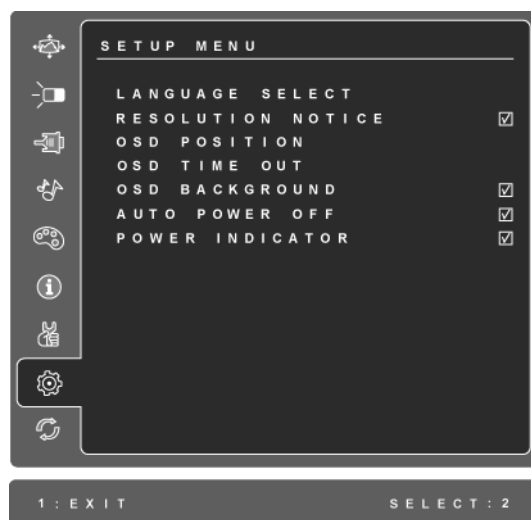 SETUP MENU
LANGUAGE SELECT
RESOLUTION NOTICE
OSD POSITION
OSD TIME OUT
OSD BACKGROUND
AUTO POWER OFF
POWER INDICATOR
1:EXIT SELECT:2